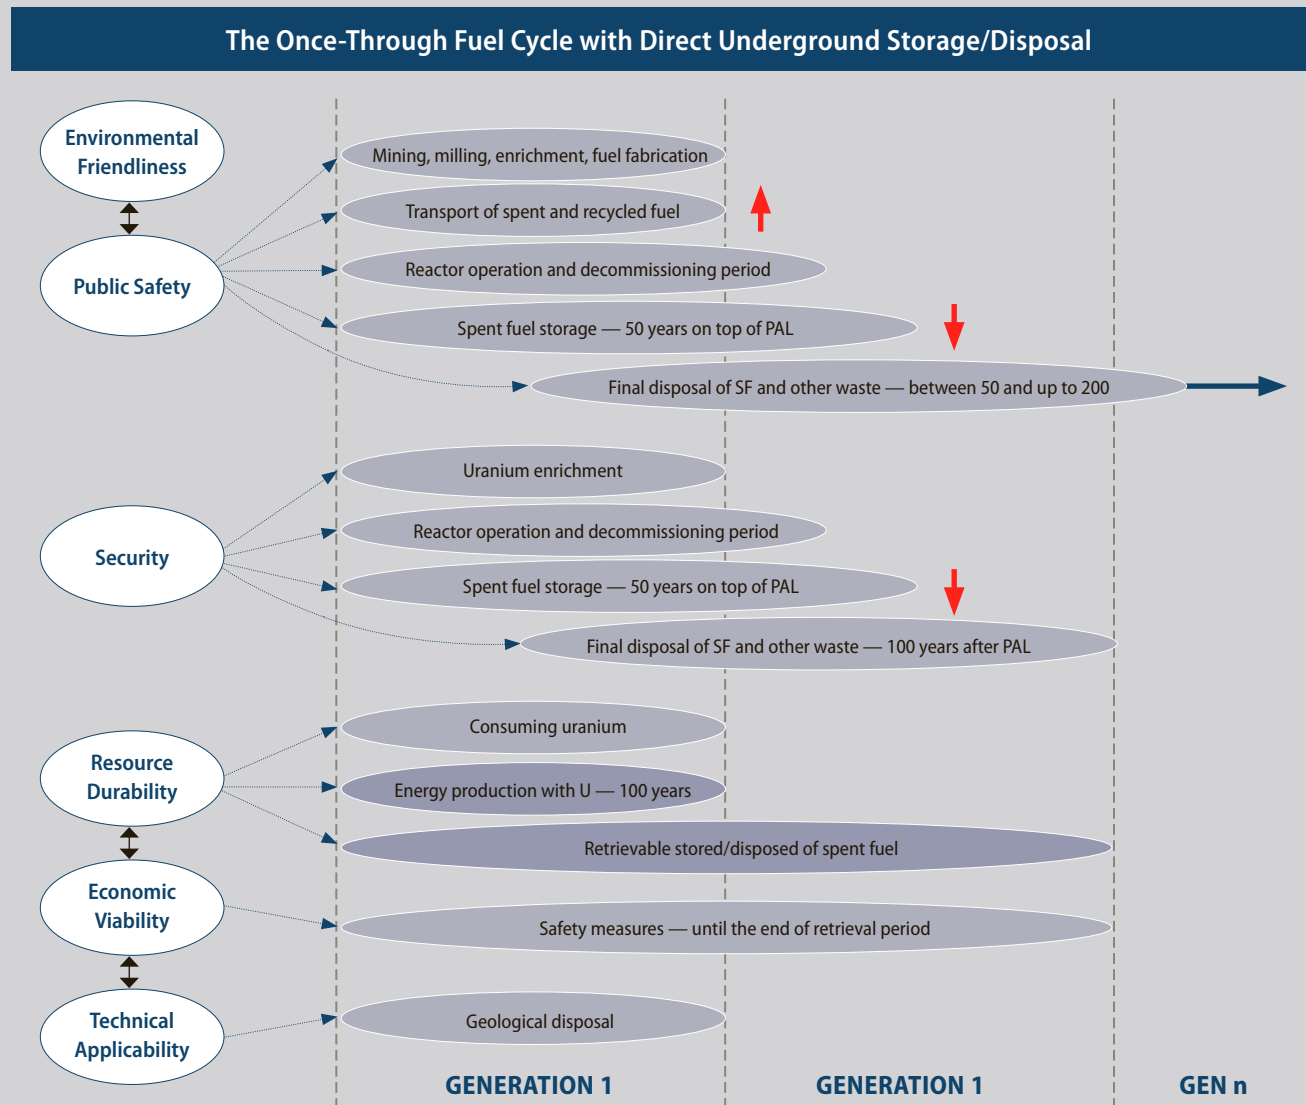 The Once-Through Fuel Cycle with Direct Underground Storage/Disposal
Environmental
Friendliness
Public Safety
Mining, milling, enrichment, fuel fabrication
Transport of spent and recycled fuel
Reactor operation and decommissioning period
Spent fuel storage — 50 years on top of PAL
Final disposal of SF and other waste — between 50 and up to 200
Security
Uranium enrichment
Reactor operation and decommissioning period
Spent fuel storage — 50 years on top of PAL
Final disposal of SF and other waste — 100 years after PAL
Resource
Durability
Consuming uranium
Energy production with U — 100 years
Retrievable stored/disposed of spent fuel
Economic
Viability
Safety measures — until the end of retrieval period
Technical
Applicability
Geological disposal
GENERATION 1
GENERATION 1
GEN n